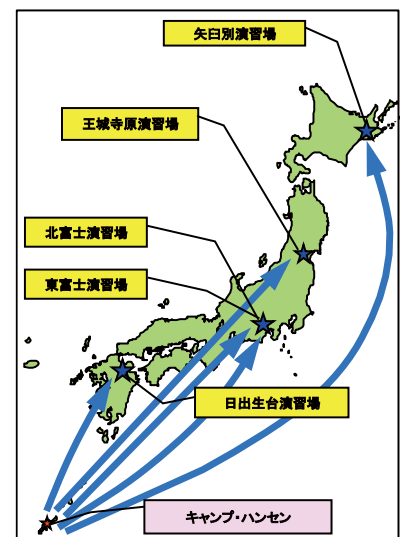 矢臼別演習場
王城寺原演習場
北富士演習場
東富士演習場
日出生台演習場
キャンプ・ハンセン